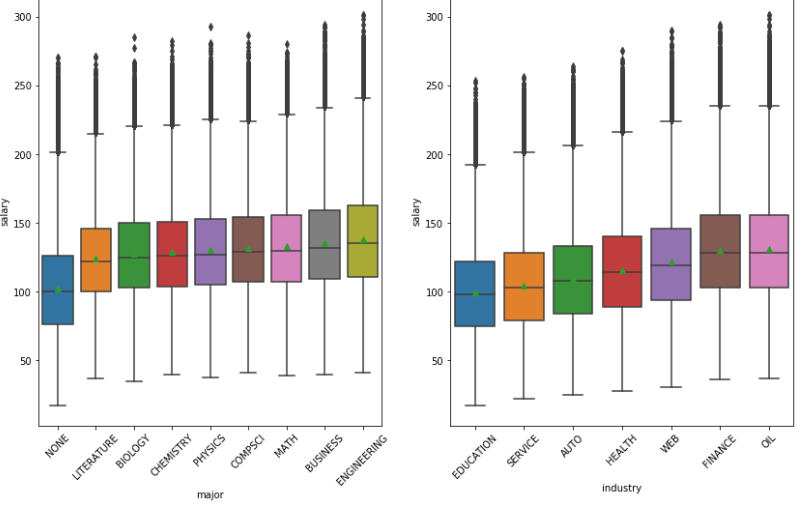 300
250
200
150
100
50
salary
NONE
LITERATURE
BIOLOGY
CHEMISTRY
PHYSICS
COMPSCI
MATH
BUSINESS
ENGINEERING
major
300
250
200
150
100
50
salary
EDUCATION
SERVICE
AUTO
HEALTH
WEB
FINANCE
OIL
industry